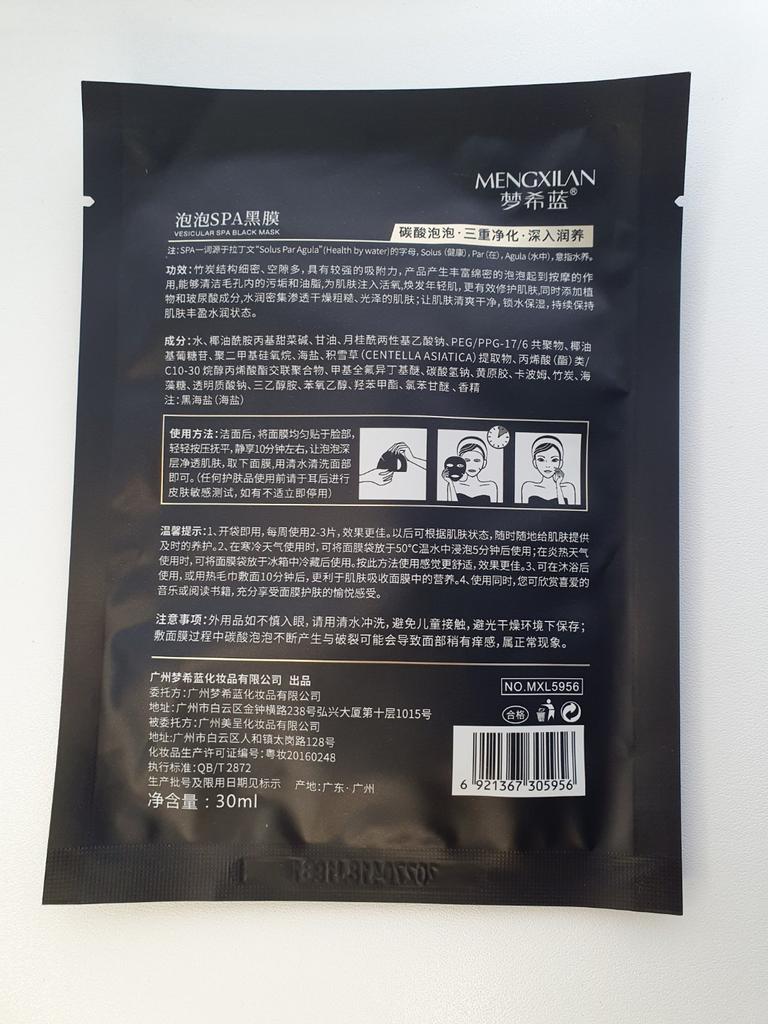 MENGXILAN
梦希蓝®
泡泡SPA黑膜
VESICULAR SPA BLACK MASK
碳酸泡泡·三重净化·深入润养
注:SPA一词源于拉丁文“Solus Par Agula”(Health by water)的字母, Solus (健康), Par(在), Agula (水中), 意指水养。
功效:竹炭结构细密、空隙多,具有较强的吸附力,产品产生丰富绵密的泡泡起到按摩的作
用,能够清洁毛孔内的污垢和油脂,为肌肤注入活氧,焕发年轻肌,更有效修护肌肤,同时添加植
物和玻尿酸成分,水润密集渗透干燥粗糙、光泽的肌肤;让肌肤清爽干净,锁水保湿,持续保持
肌肤丰盈水润状态。
成分:水、椰油酰胺丙基甜菜碱、甘油、月桂酰两性基乙酸钠、PEG/PPG-17/6 共聚物、椰油
基葡糖苷、聚二甲基硅氧烷、海盐、积雪草(CENTELLA ASIATICA)提取物、丙烯酸(酯)类/
C10-30 烷醇丙烯酸酯交联聚合物、甲基全氟异丁基醚、碳酸氢钠、黄原胶、卡波姆、竹炭、海
藻糖、透明质酸钠、三乙醇胺、苯氧乙醇、羟苯甲酯、氯苯甘醚、香精
注:黑海盐(海盐)
使用方法:洁面后,将面膜均匀贴于脸部,
轻轻按压抚平,静享10分钟左右,让泡泡深
层净透肌肤,取下面膜,用清水清洗面部
即可。(任何护肤品使用前请于耳后进行
皮肤敏感测试,如有不适立即停用)
温馨提示:1、开袋即用,每周使用2-3片,效果更佳。以后可根据肌肤状态,随时随地给肌肤提供
及时的养护。2、在寒冷天气使用时,可将面膜袋放于50℃温水中浸泡5分钟后使用;在炎热天气
使用时,可将面膜袋放于冰箱中冷藏后使用。按此方法使用感觉更舒适,效果更佳。3、可在沐浴后
使用,或用热毛巾敷面10分钟后,更利于肌肤吸收面膜中的营养。4、使用同时,您可欣赏喜爱的
音乐或阅读书籍,充分享受面膜护肤的愉悦感受。
注意事项:外用品如不慎入眼,请用清水冲洗,避免儿童接触,避光干燥环境下保存;
敷面膜过程中碳酸泡泡不断产生与破裂可能会导致面部稍有痒感,属正常现象。
广州梦希蓝化妆品有限公司 出品
委托方:广州梦希蓝化妆品有限公司
地址:广州市白云区金钟横路238号弘兴大厦第十层1015号
被委托方:广州美呈化妆品有限公司
地址:广州市白云区人和镇太岗路128号
化妆品生产许可证编号:粤妆20160248
执行标准:QB/T 2872
生产批号及限用日期见标示 产地:广东·广州
净含量:30ml
NO.MXL5956
合格
6 921367 305956